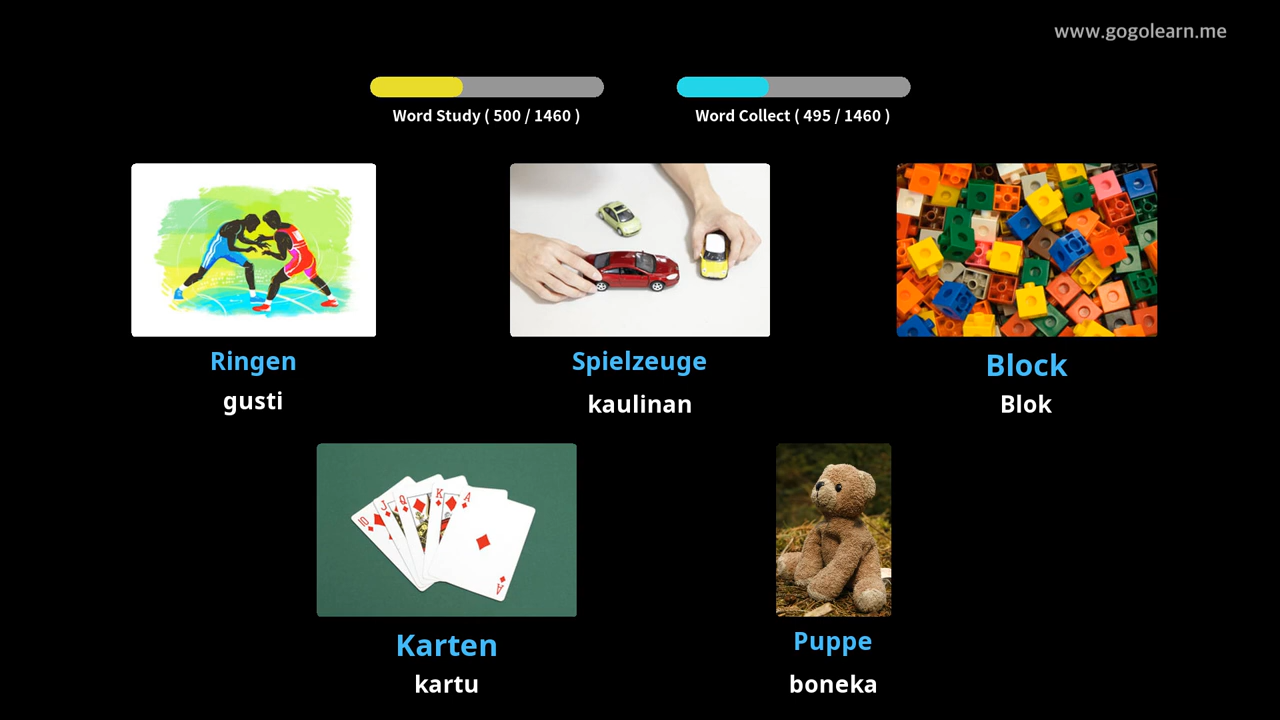 www.gogolearn.me
Word Study ( 500 / 1460 )
Word Collect ( 495 / 1460 )
Ringen
gusti
Spielzeuge
kaulinan
Block
Blok
10
J
Q
K
A
A
Karten
kartu
Puppe
boneka